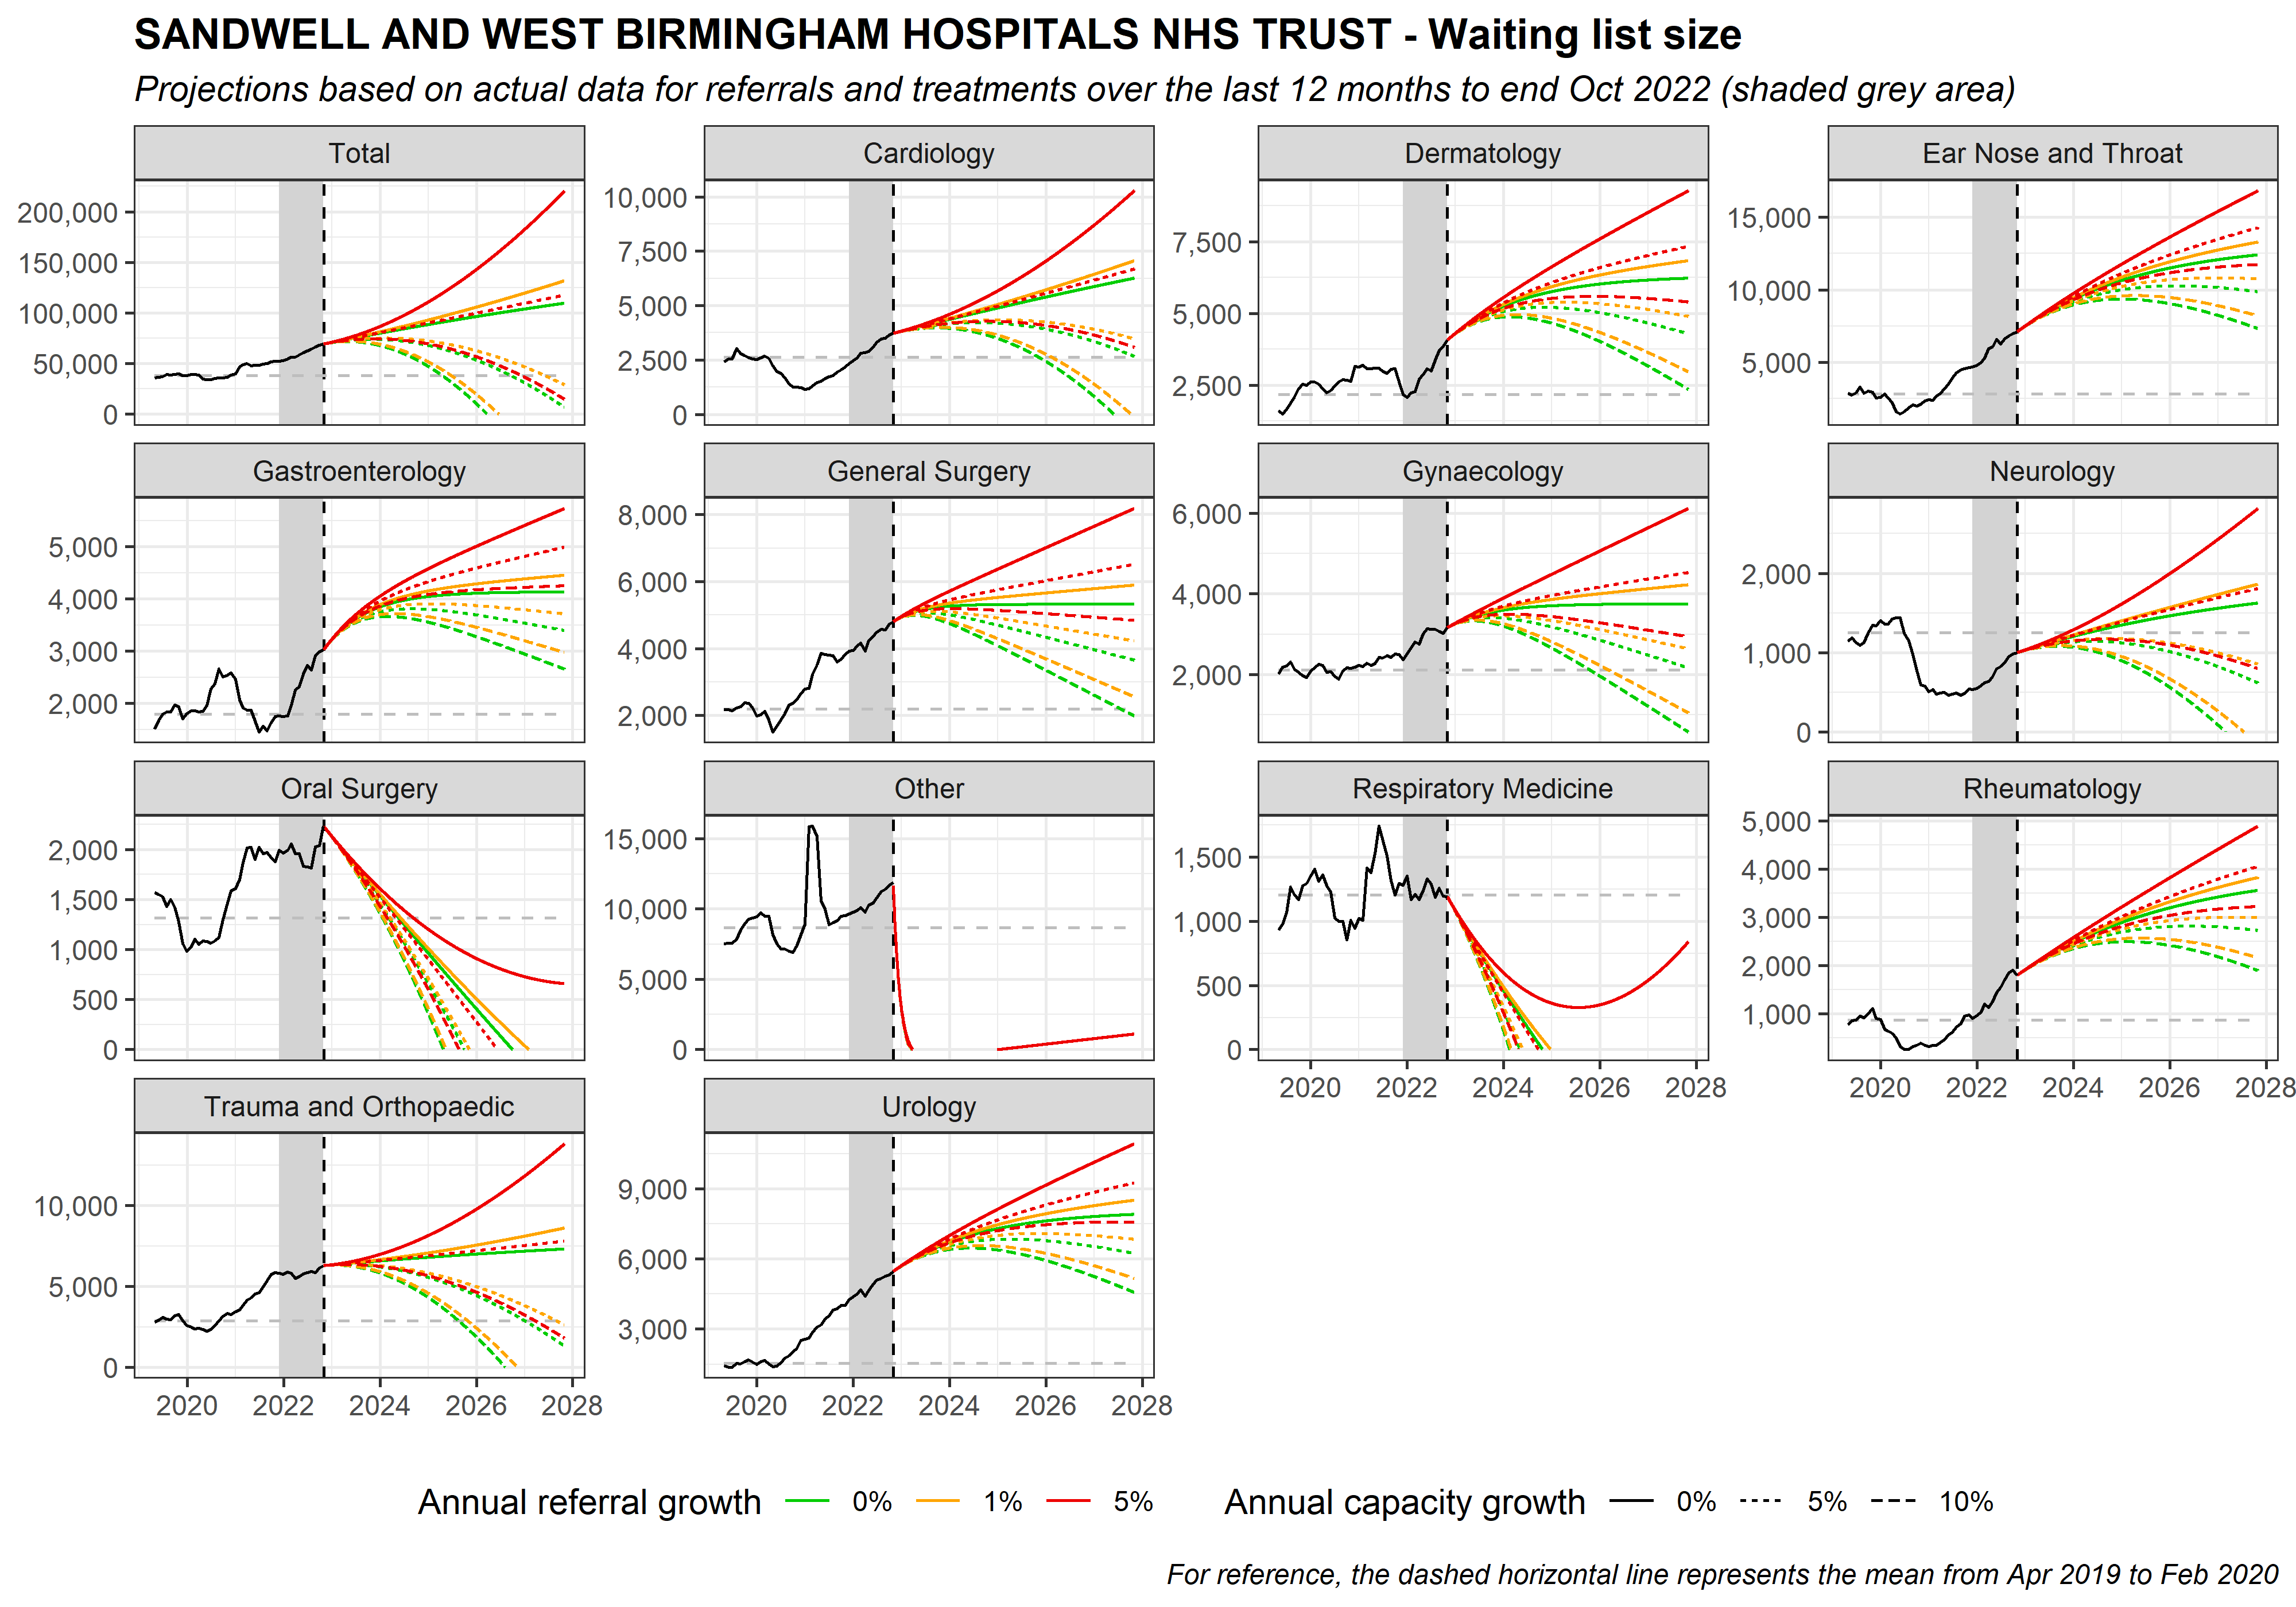 SANDWELL AND WEST BIRMINGHAM HOSPITALS NHS TRUST - Waiting list size
Projections based on actual data for referrals and treatments over the last 12 months to end Oct 2022 (shaded grey area)
Total
Cardiology
Dermatology
Ear Nose and Throat
200,000
150,000
100,000
50,000
0
10,000
7,500
5,000
2,500
0
7,500
5,000
2,500
15,000
10,000
5,000
Gastroenterology
General Surgery
Gynaecology
Neurology
5,000
4,000
3,000
2,000
8,000
6,000
4,000
2,000
6,000
4,000
2,000
2,000
1,000
0
Oral Surgery
Other
Respiratory Medicine
Rheumatology
2,000
1,500
1,000
500
0
15,000
10,000
5,000
0
1,500
1,000
500
0
5,000
4,000
3,000
2,000
1,000
2020 2022 2024 2026 2028
2020 2022 2024 2026 2028
Trauma and Orthopaedic
Urology
10,000
5,000
0
9,000
6,000
3,000
2020 2022 2024 2026 2028
2020 2022 2024 2026 2028
Annual referral growth 0% 1% 5%
Annual capacity growth 0% 5% 10%
For reference, the dashed horizontal line represents the mean from Apr 2019 to Feb 2020